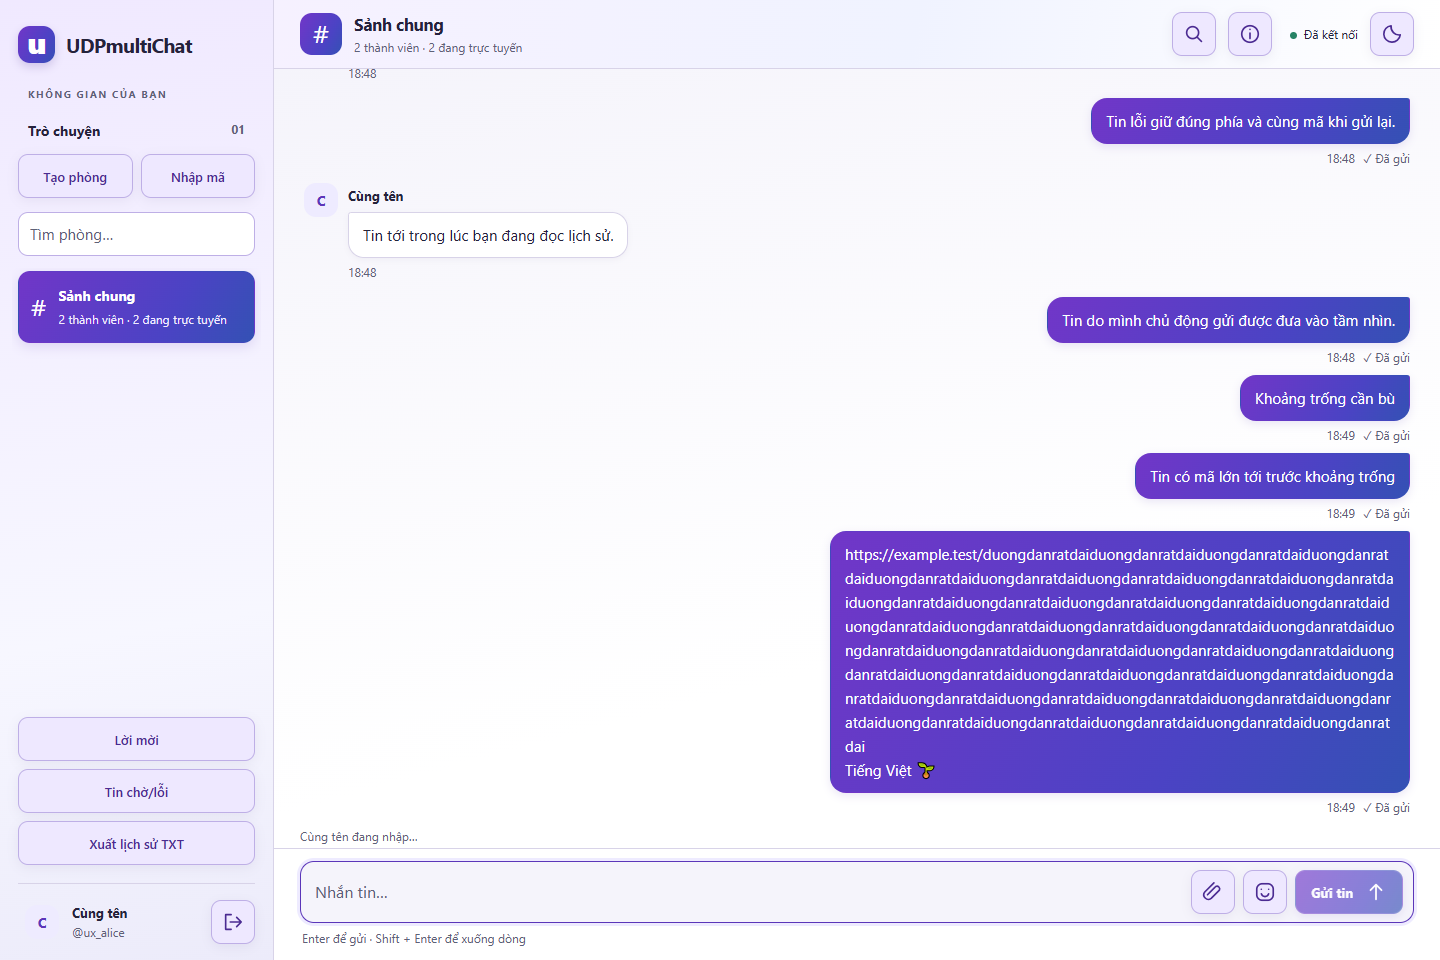 u UDPmultiChat
KHÔNG GIAN CỦA BẠN
Trò chuyện 01
Tạo phòng Nhập mã
Tìm phòng...
# Sảnh chung
2 thành viên · 2 đang trực tuyến
Lời mời
Tin chờ/lỗi
Xuất lịch sử TXT
C Cùng tên
@ux_alice
# Sảnh chung
2 thành viên · 2 đang trực tuyến
Đã kết nối
18:48
Tin lỗi giữ đúng phía và cùng mã khi gửi lại.
18:48 ✓ Đã gửi
C Cùng tên
Tin tới trong lúc bạn đang đọc lịch sử.
18:48
Tin do mình chủ động gửi được đưa vào tầm nhìn.
18:48 ✓ Đã gửi
Khoảng trống cần bù
18:49 ✓ Đã gửi
Tin có mã lớn tới trước khoảng trống
18:49 ✓ Đã gửi
https://example.test/duongdanratdaiduongdanratdaiduongdanratdaiduongdanrat
daiduongdanratdaiduongdanratdaiduongdanratdaiduongdanratdaiduongdanratda
iduongdanratdaiduongdanratdaiduongdanratdaiduongdanratdaiduongdanratdaid
uongdanratdaiduongdanratdaiduongdanratdaiduongdanratdaiduongdanratdaiduo
ngdanratdaiduongdanratdaiduongdanratdaiduongdanratdaiduongdanratdaiduong
danratdaiduongdanratdaiduongdanratdaiduongdanratdaiduongdanratdaiduongda
nratdaiduongdanratdaiduongdanratdaiduongdanratdaiduongdanratdaiduongdanr
atdaiduongdanratdaiduongdanratdaiduongdanratdaiduongdanratdaiduongdanrat
dai
Tiếng Việt 🌱
18:49 ✓ Đã gửi
Cùng tên đang nhập...
Nhắn tin...
Gửi tin
Enter để gửi · Shift + Enter để xuống dòng